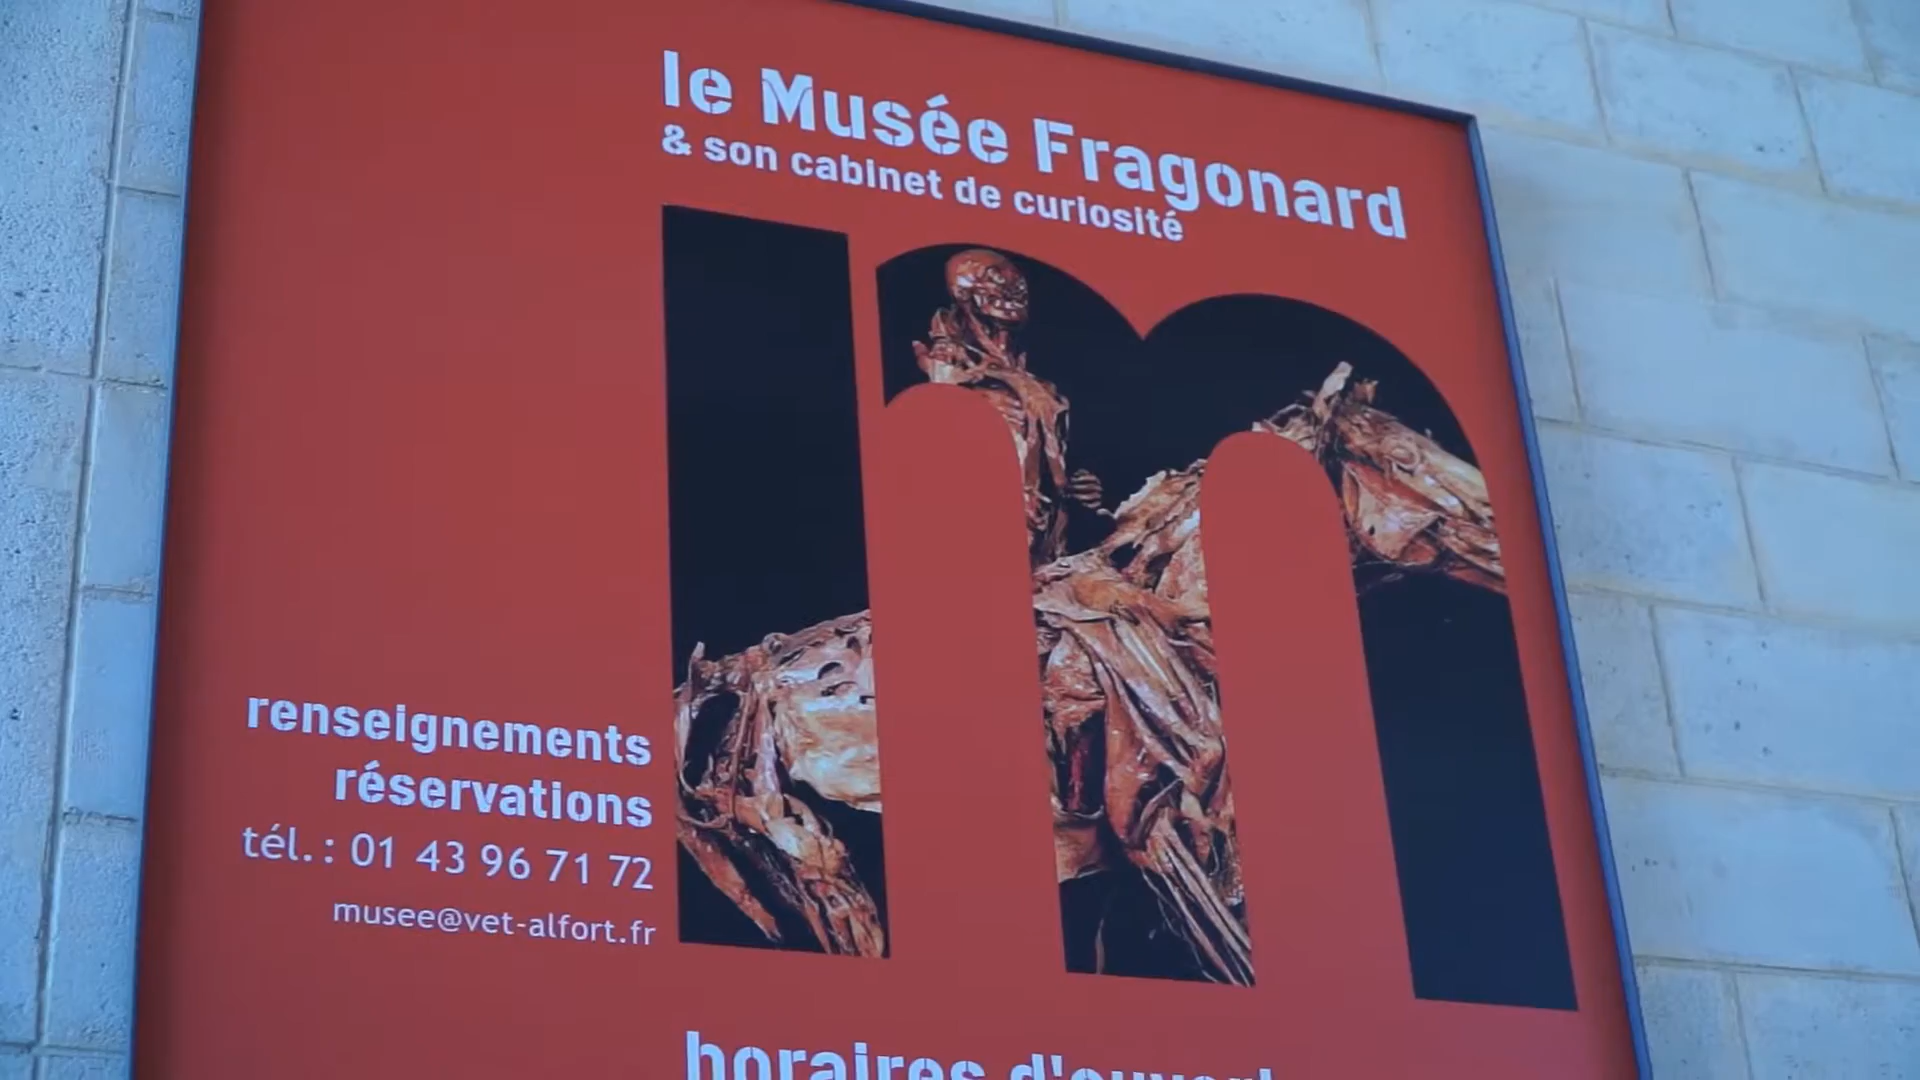 le Musée Fragonard
& son cabinet de curiosité
renseignements
réservations
tél. : 01 43 96 71 72
musee@vet-alfort.fr
horaires